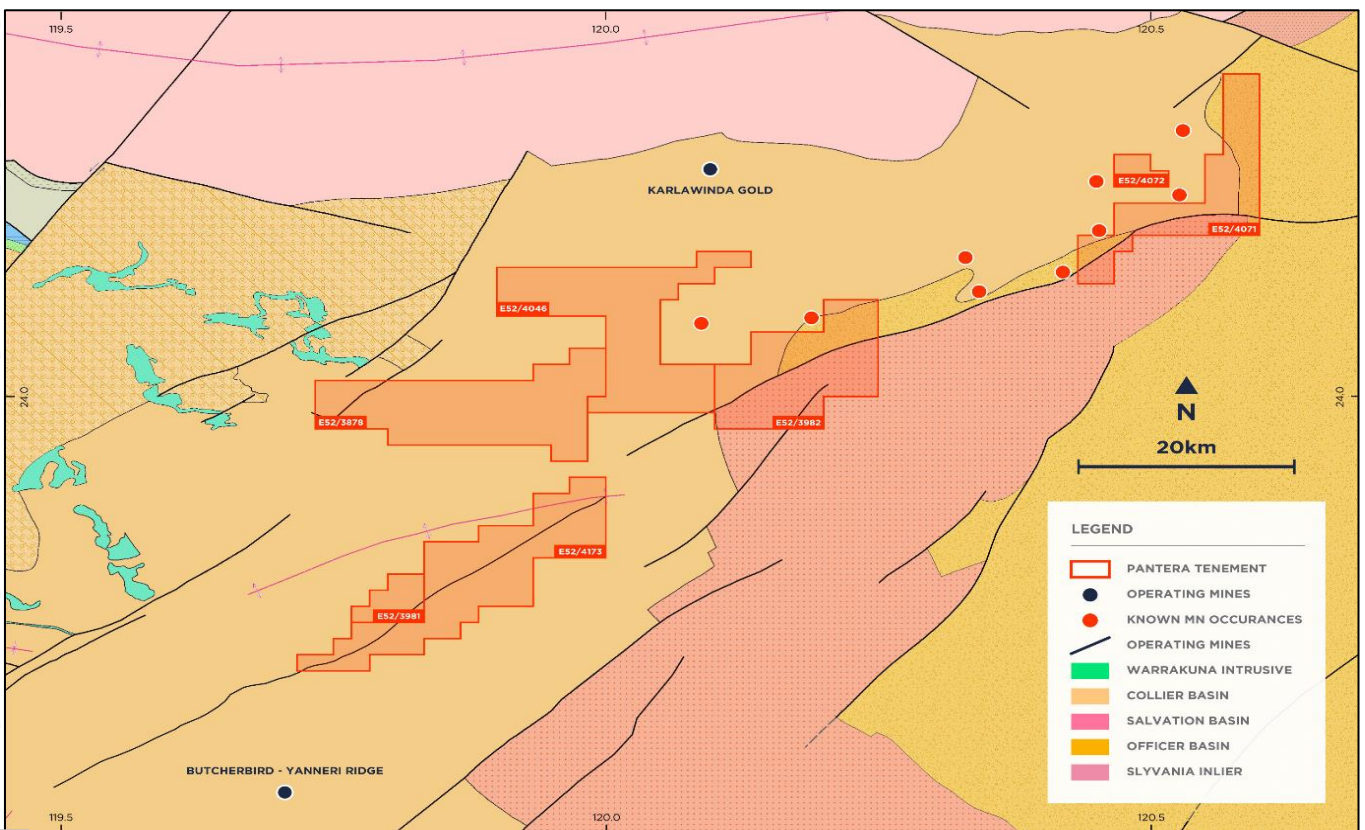 119.5
120.0
120.5
KARLAWINDA GOLD
E52/4072
E52/4071
E52/4046
24.0
24.0
E52/3878
E52/3982
N
20km
E52/4173
E52/3981
LEGEND
PANTERA TENEMENT
OPERATING MINES
KNOWN MN OCCURANCES
OPERATING MINES
WARRAKUNA INTRUSIVE
COLLIER BASIN
SALVATION BASIN
OFFICER BASIN
SLYVANIA INLIER
BUTCHERBIRD - YANNERI RIDGE
119.5
120.0
120.5